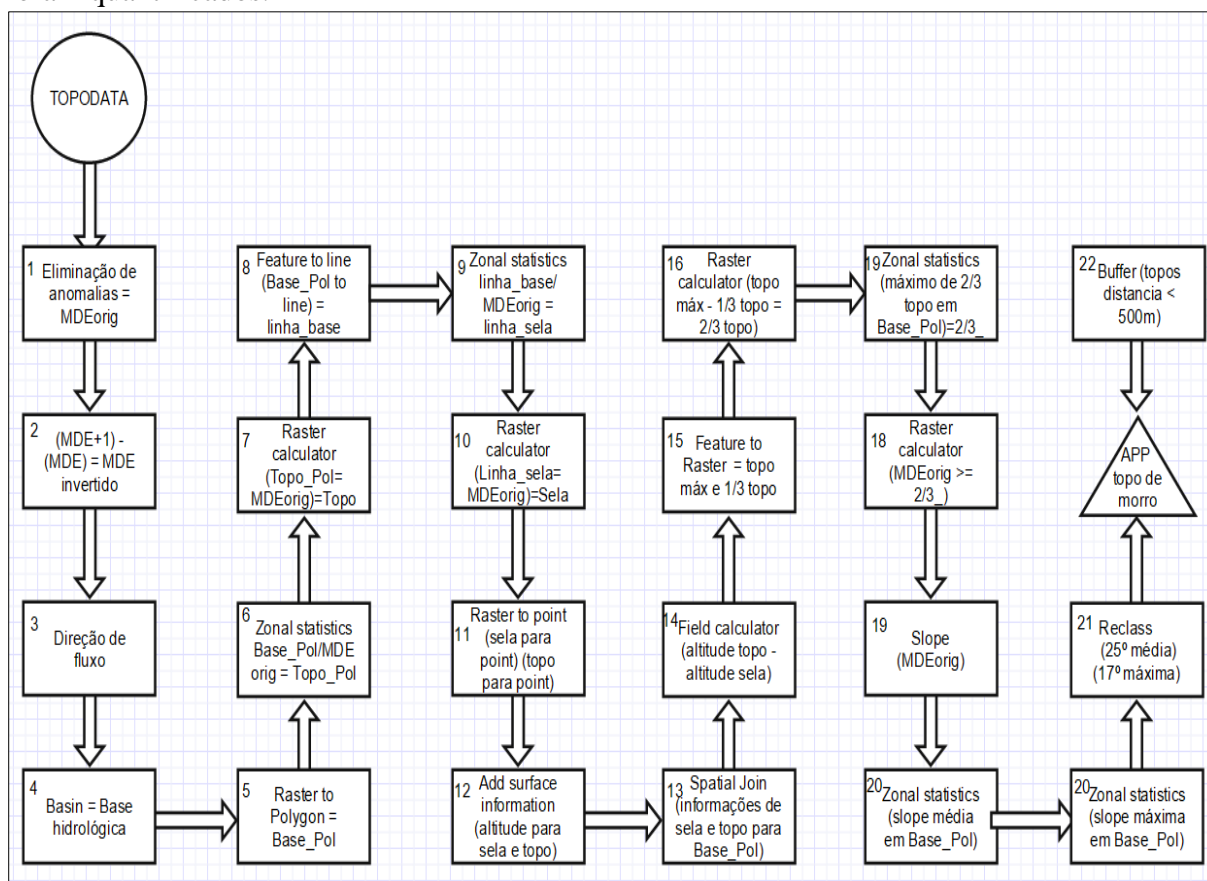 TOPODATA
1 Eliminação de
anomalias =
MDEorig
2 (MDE+1) -
(MDE) = MDE
invertido
3 Direção de
fluxo
4 Basin = Base
hidrológica
5 Raster to
Polygon =
Base_Pol
6 Zonal statistics
Base_Pol/MDE
orig = Topo_Pol
7 Raster
calculator
(Topo_Pol=
MDEorig)=Topo
8 Feature to line
(Base_Pol to
line) =
linha_base
9 Zonal statistics
linha_base/
MDEorig =
linha_sela
10 Raster
calculator
(Linha_sela=
MDEorig)=Sela
11 Raster to point
(sela para
point) (topo
para point)
12 Add surface
information
(altitude para
sela e topo)
13 Spatial Join
(informações de
sela e topo para
Base_Pol)
14 Field calculator
(altitude topo -
altitude sela)
15 Feature to
Raster = topo
máx e 1/3 topo
16 Raster
calculator (topo
máx - 1/3 topo =
2/3 topo)
19 Zonal statistics
(máximo de 2/3
topo em
Base_Pol)=2/3_
18 Raster
calculator
(MDEorig >=
2/3_)
19 Slope
(MDEorig)
20 Zonal statistics
(slope média
em Base_Pol)
20 Zonal statistics
(slope máxima
em Base_Pol)
21 Reclass
(25º média)
(17º máxima)
22 Buffer (topos
distancia <
500m)
APP
topo de
morro